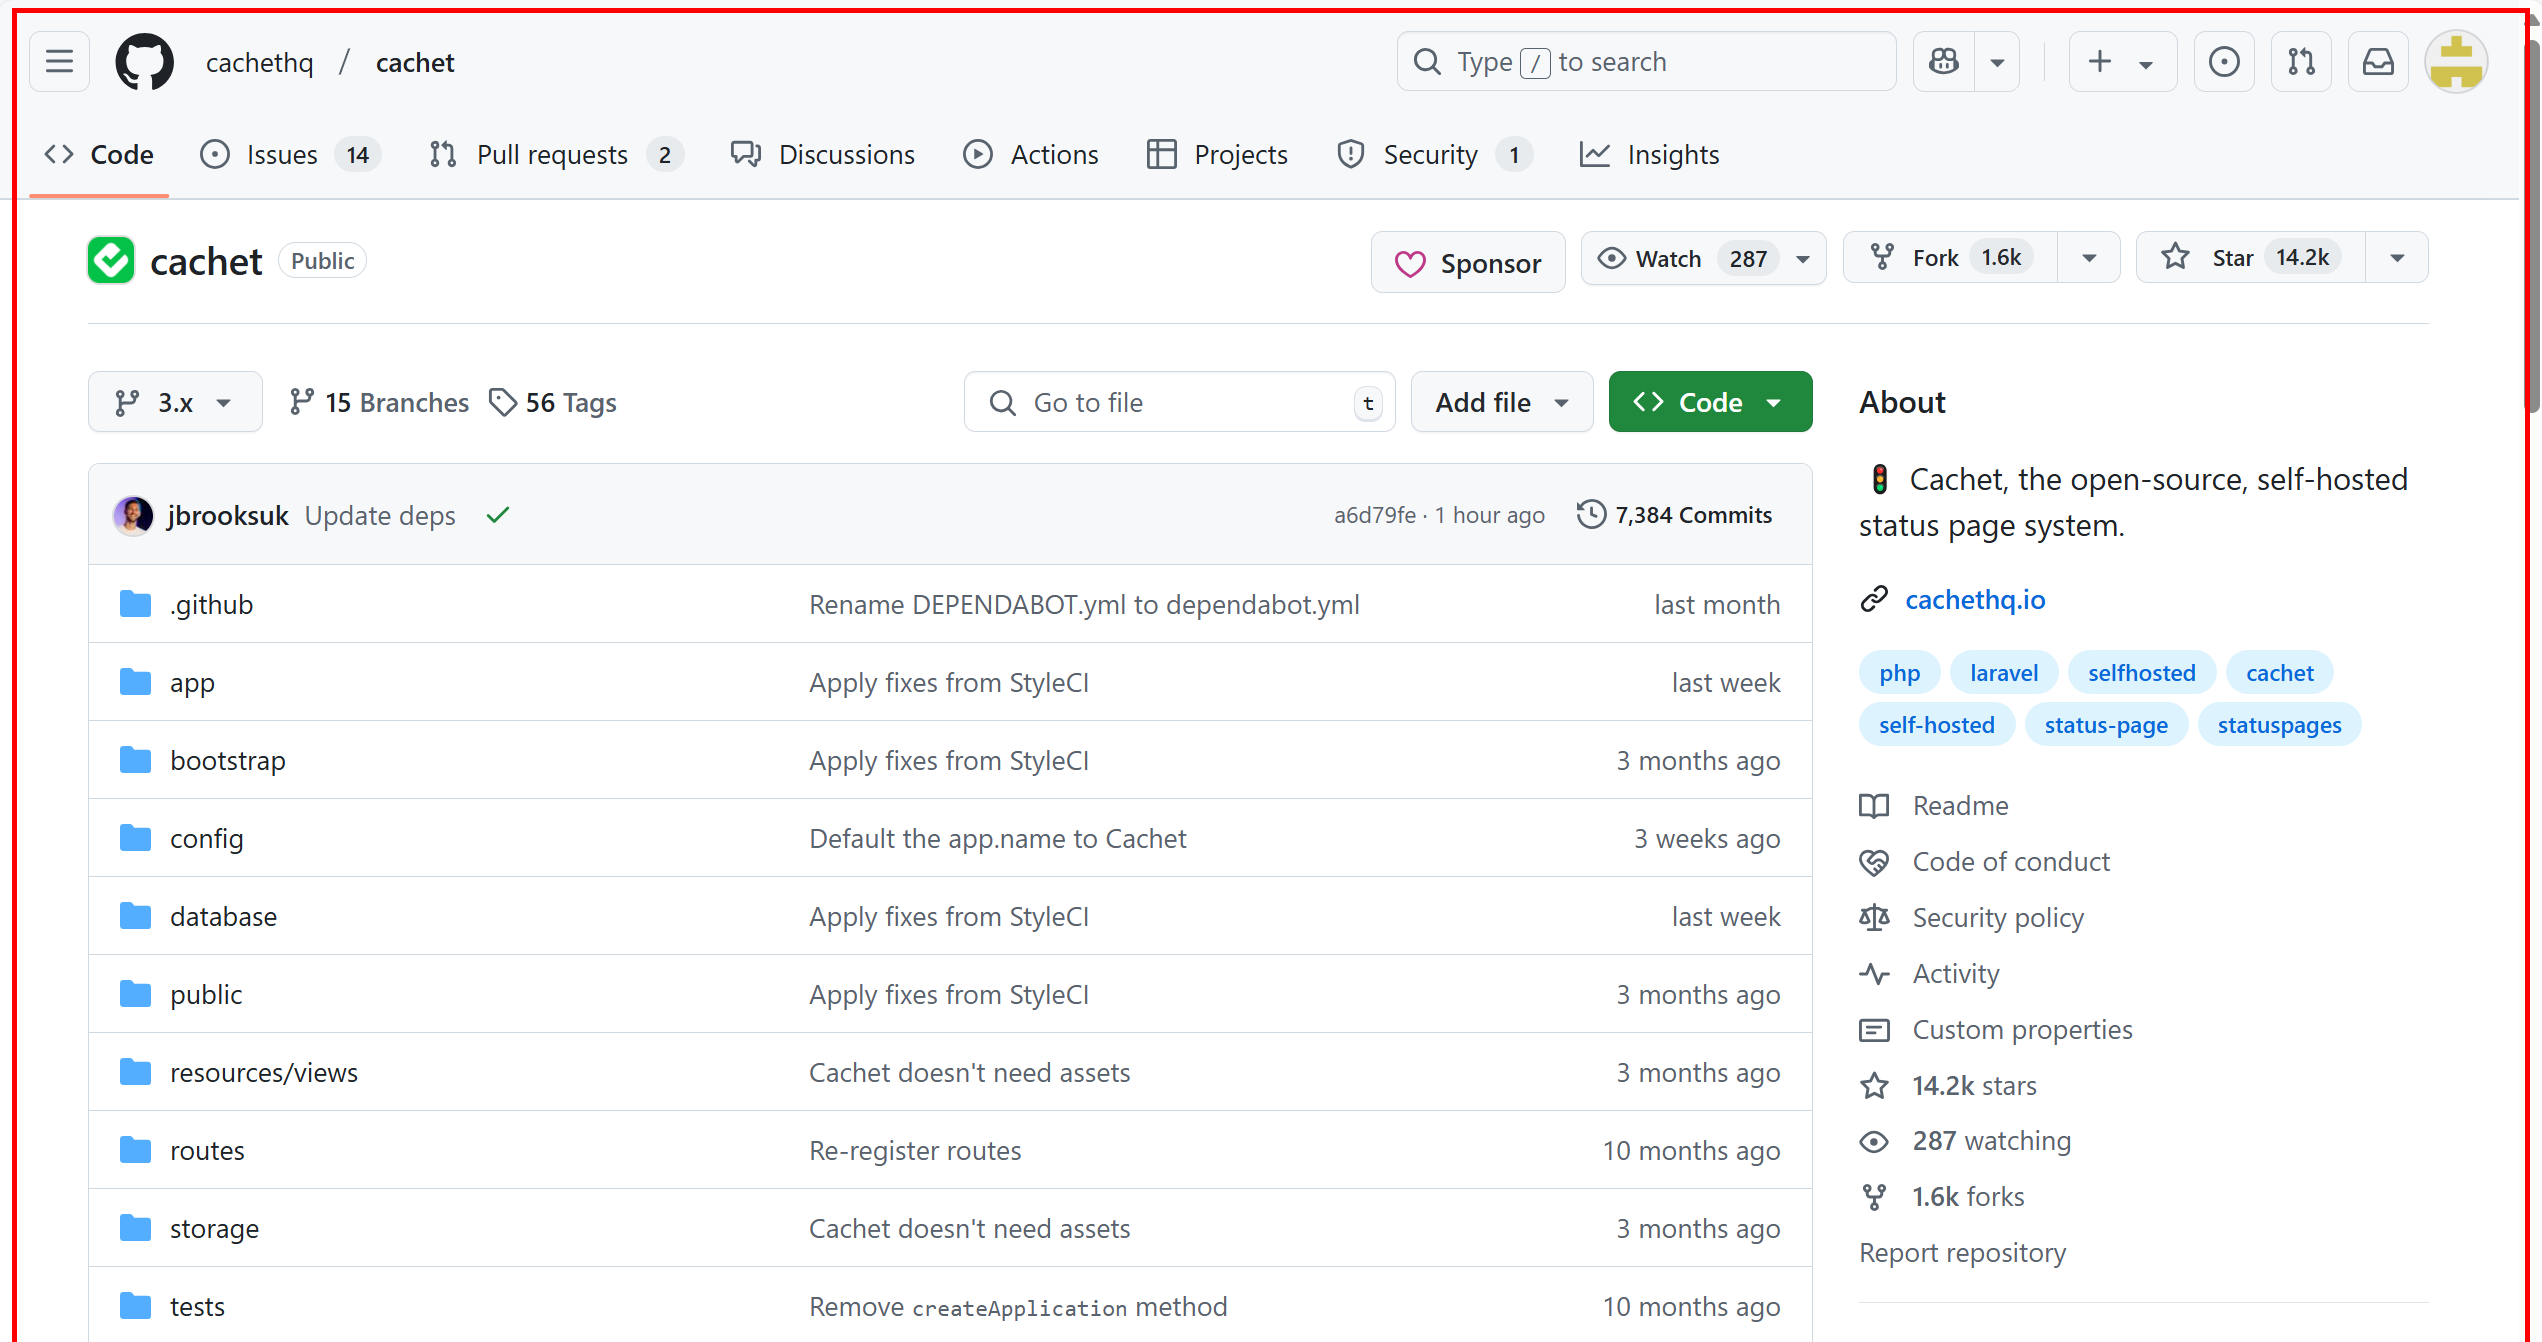 cachethq / cachet
Type / to search
Code
Issues 14
Pull requests 2
Discussions
Actions
Projects
Security 1
Insights
cachet Public
Sponsor
Watch 287
Fork 1.6k
Star 14.2k
3.x
15 Branches
56 Tags
Go to file t
Add file
Code
jbrooksuk Update deps
a6d79fe · 1 hour ago
7,384 Commits
.github Rename DEPENDABOT.yml to dependabot.yml last month
app Apply fixes from StyleCI last week
bootstrap Apply fixes from StyleCI 3 months ago
config Default the app.name to Cachet 3 weeks ago
database Apply fixes from StyleCI last week
public Apply fixes from StyleCI 3 months ago
resources/views Cachet doesn't need assets 3 months ago
routes Re-register routes 10 months ago
storage Cachet doesn't need assets 3 months ago
tests Remove createApplication method 10 months ago
About
🚦 Cachet, the open-source, self-hosted
status page system.
cachethq.io
php laravel selfhosted cachet
self-hosted status-page statuspages
Readme
Code of conduct
Security policy
Activity
Custom properties
14.2k stars
287 watching
1.6k forks
Report repository